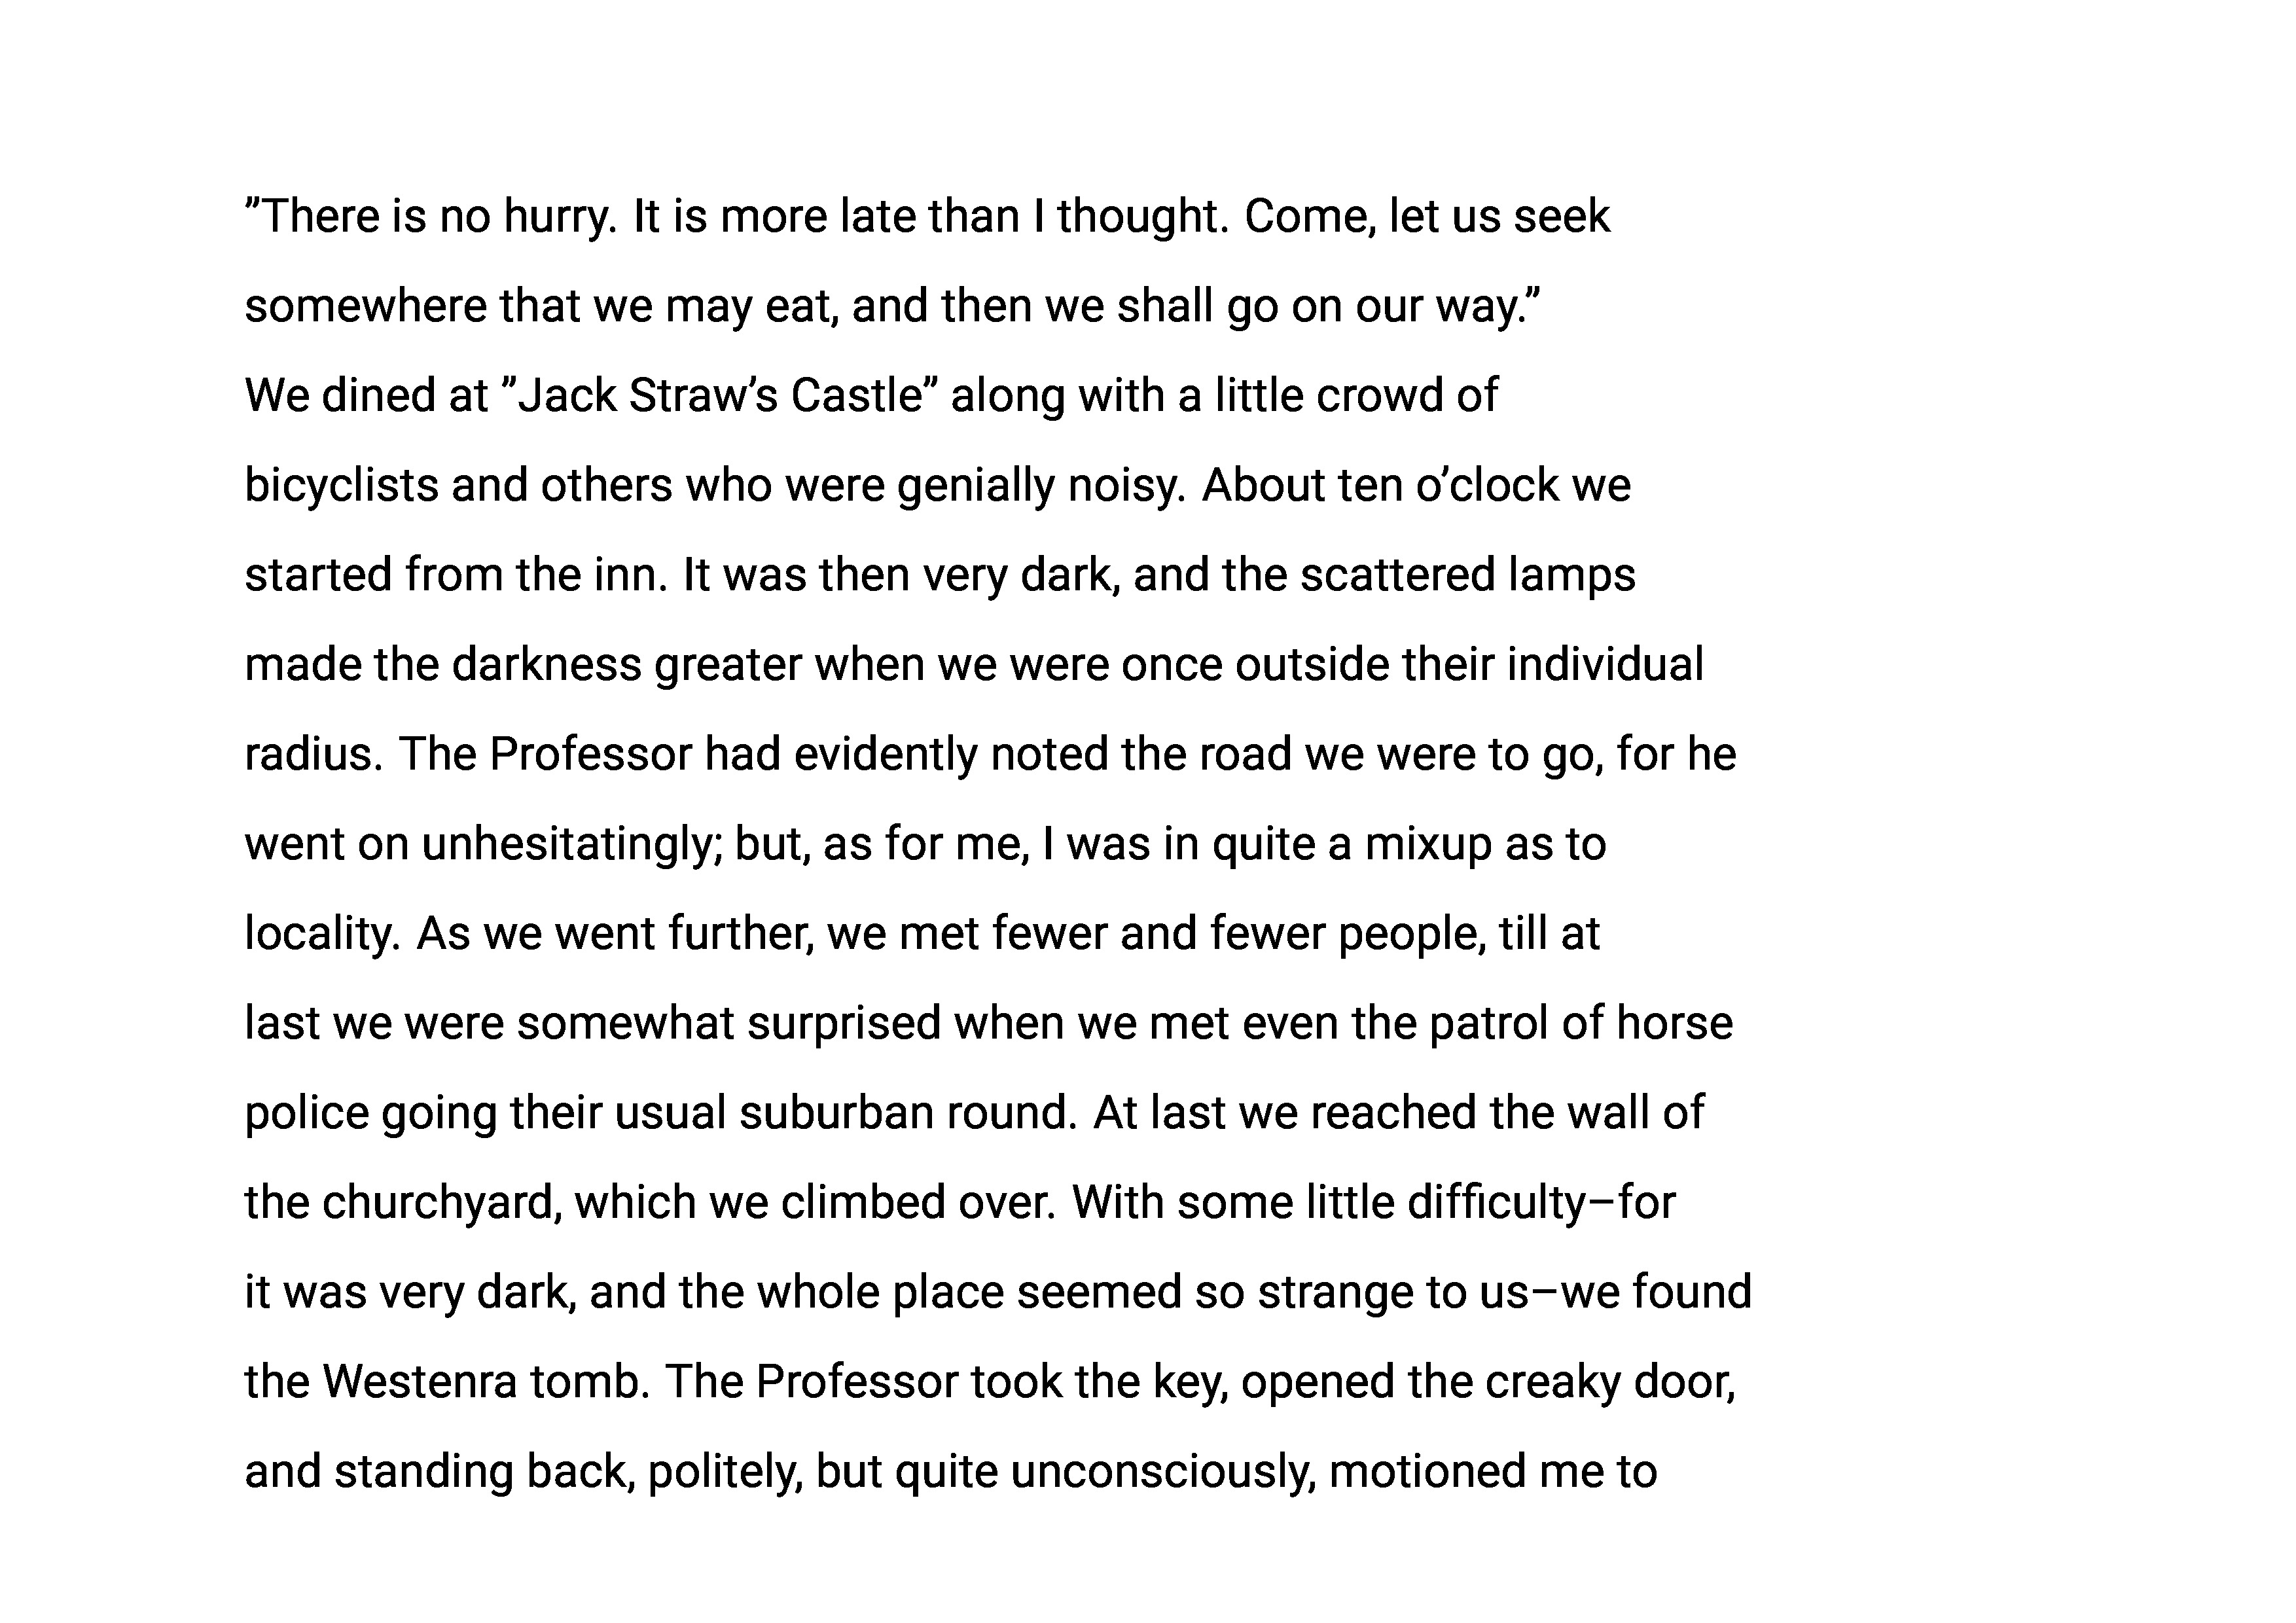 ”There is no hurry. It is more late than I thought. Come, let us seek
somewhere that we may eat, and then we shall go on our way.”
We dined at ”Jack Straw’s Castle” along with a little crowd of
bicyclists and others who were genially noisy. About ten o’clock we
started from the inn. It was then very dark, and the scattered lamps
made the darkness greater when we were once outside their individual
radius. The Professor had evidently noted the road we were to go, for he
went on unhesitatingly; but, as for me, I was in quite a mixup as to
locality. As we went further, we met fewer and fewer people, till at
last we were somewhat surprised when we met even the patrol of horse
police going their usual suburban round. At last we reached the wall of
the churchyard, which we climbed over. With some little difficulty–for
it was very dark, and the whole place seemed so strange to us–we found
the Westenra tomb. The Professor took the key, opened the creaky door,
and standing back, politely, but quite unconsciously, motioned me to